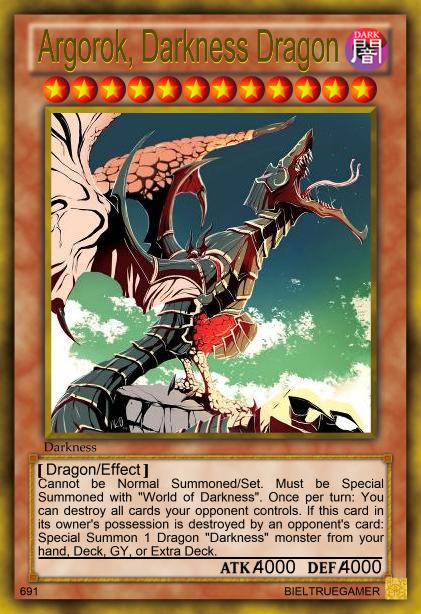 Argorok, Darkness Dragon
DARK
闇
Darkness
[ Dragon/Effect ]
Cannot be Normal Summoned/Set. Must be Special
Summoned with "World of Darkness". Once per turn: You
can destroy all cards your opponent controls. If this card in
its owner's possession is destroyed by an opponent's card:
Special Summon 1 Dragon "Darkness" monster from your
hand, Deck, GY, or Extra Deck.
ATK 4000 DEF 4000
691
BIELTRUEGAMER